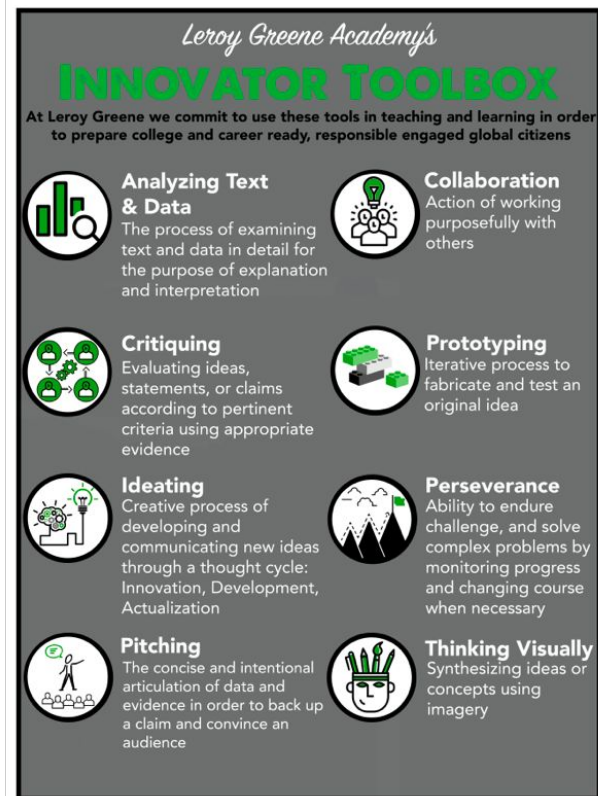 Leroy Greene Academy's
INNOVATOR TOOLBOX
At Leroy Greene we commit to use these tools in teaching and learning in order
to prepare college and career ready, responsible engaged global citizens
Analyzing Text
& Data
The process of examining
text and data in detail for
the purpose of explanation
and interpretation
Collaboration
Action of working
purposefully with
others
Critiquing
Evaluating ideas,
statements, or claims
according to pertinent
criteria using appropriate
evidence
Prototyping
Iterative process to
fabricate and test an
original idea
Ideating
Creative process of
developing and
communicating new ideas
through a thought cycle:
Innovation, Development,
Actualization
Perseverance
Ability to endure
challenge, and solve
complex problems by
monitoring progress
and changing course
when necessary
Pitching
The concise and intentional
articulation of data and
evidence in order to back up
a claim and convince an
audience
Thinking Visually
Synthesizing ideas or
concepts using
imagery